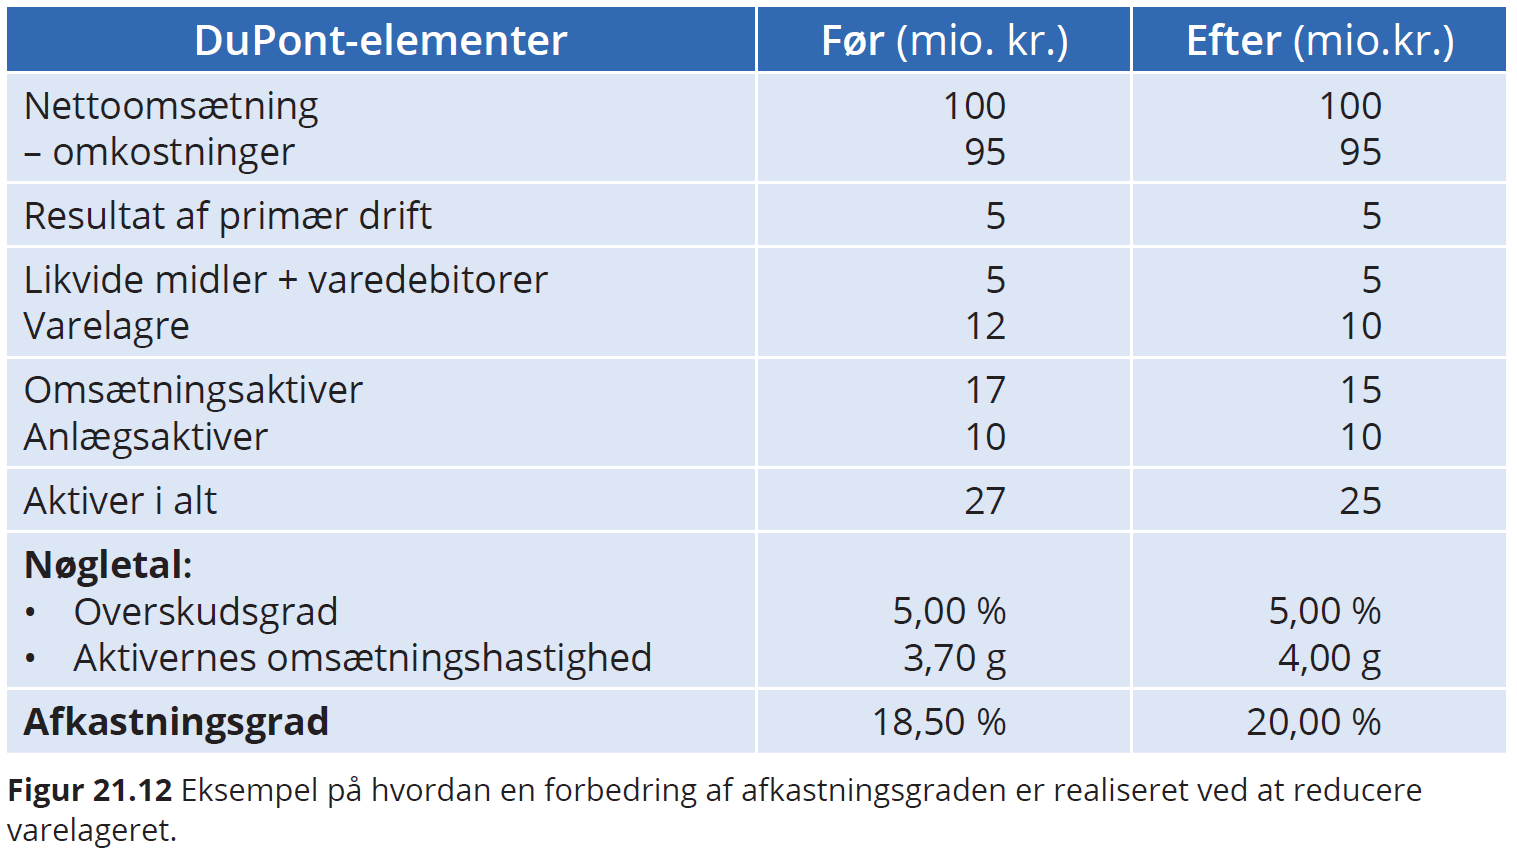 DuPont-elementer Før (mio. kr.) Efter (mio.kr.)
Nettoomsætning 100 100
– omkostninger 95 95
Resultat af primær drift 5 5
Likvide midler + varedebitorer 5 5
Varelagre 12 10
Omsætningsaktiver 17 15
Anlægsaktiver 10 10
Aktiver i alt 27 25
Nøgletal:
• Overskudsgrad 5,00 % 5,00 %
• Aktivernes omsætningshastighed 3,70 g 4,00 g
Afkastningsgrad 18,50 % 20,00 %
Figur 21.12 Eksempel på hvordan en forbedring af afkastningsgraden er realiseret ved at reducere
varelageret.